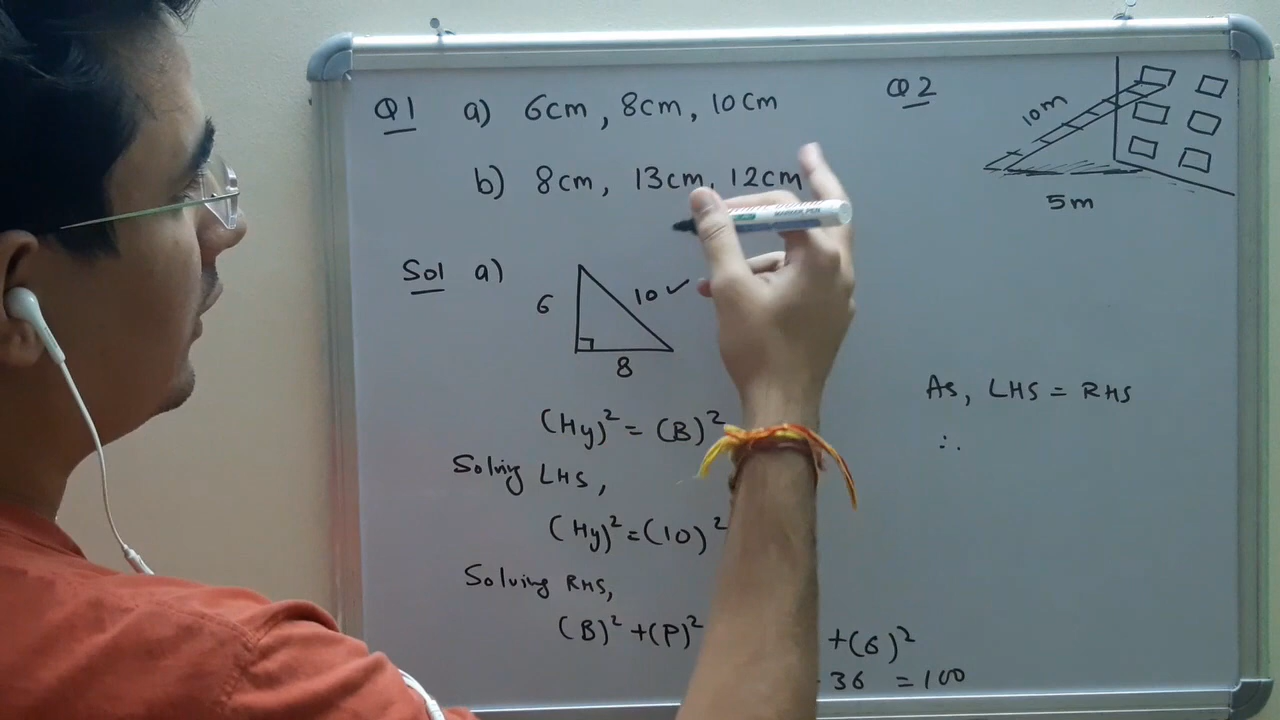 Q1 a) 6cm, 8cm, 10cm
b) 8cm, 13cm, 12cm
Q2
10m
5m
Sol a)
6
10 ✓
8
(Hy)² = (B)²
Solving LHS,
(Hy)² = (10)²
Solving RHS,
(B)² + (P)²
+(6)²
36 = 100
As, LHS = RHS
∴